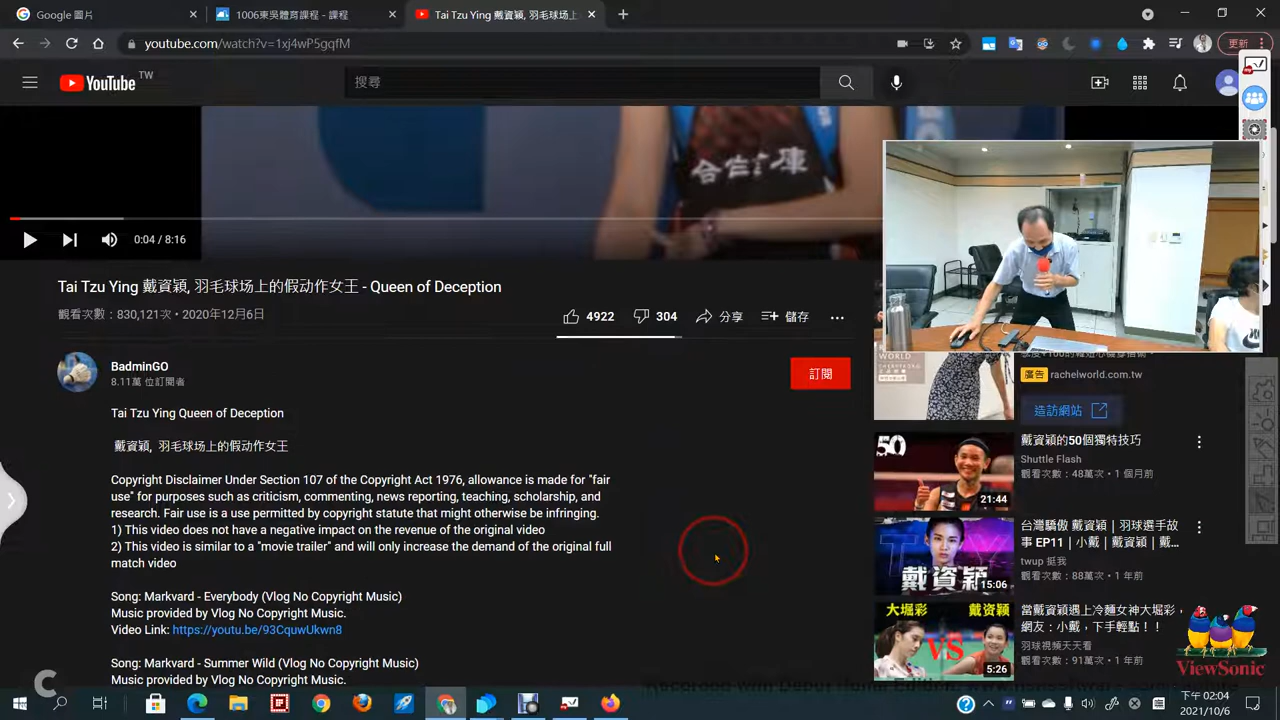 Google 圖片
1006東吳體育課程 - 課程
Tai Tzu Ying 戴資穎, 羽毛球场上
youtube.com/watch?v=1xj4wP5gqfM
更新
YouTube TW
搜尋
合作金庫
0:04 / 8:16
Tai Tzu Ying 戴資穎, 羽毛球场上的假动作女王 - Queen of Deception
觀看次數：830,121次 • 2020年12月6日
4922
304
分享
儲存
BadminGO
8.11萬 位訂閱者
訂閱
Tai Tzu Ying Queen of Deception
戴資穎, 羽毛球场上的假动作女王
Copyright Disclaimer Under Section 107 of the Copyright Act 1976, allowance is made for "fair
use" for purposes such as criticism, commenting, news reporting, teaching, scholarship, and
research. Fair use is a use permitted by copyright statute that might otherwise be infringing.
1) This video does not have negative impact on the revenue of the original video
2) This video is similar to a "movie trailer" and will only increase the demand of the original full
match video
Song: Markvard - Everybody (Vlog No Copyright Music)
Music provided by Vlog No Copyright Music.
Video Link: https://youtu.be/93CquwUkwn8
Song: Markvard - Summer Wild (Vlog No Copyright Music)
Music provided by Vlog No Copyright Music.
WORLD
廣告 rachelworld.com.tw
造訪網站
50
21:44
戴資穎的50個獨特技巧
Shuttle Flash
觀看次數：48萬次 • 1 個月前
戴資穎
15:06
台灣驕傲 戴資穎｜羽球選手故
事 EP11｜小戴｜戴資穎｜戴...
twup 挺我
觀看次數：88萬次 • 1 年前
大堀彩 戴资颖
VS
5:26
當戴資穎遇上冷麵女神大堀彩，
網友：小戴，下手輕點！！
羽球視頻天天看
觀看次數：91萬次 • 1 年前
ViewSonic
下午 02:04
2021/10/6